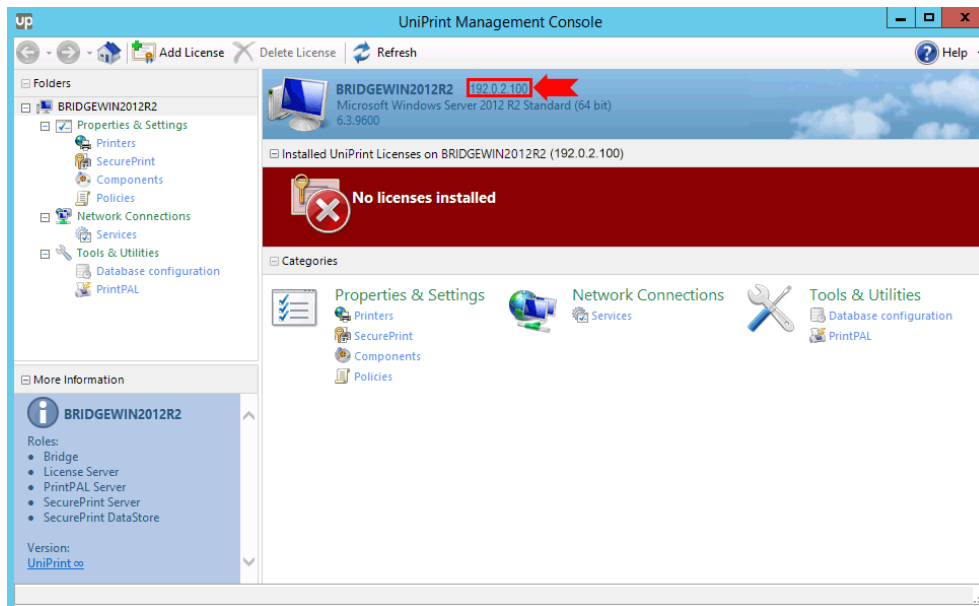 up UniPrint Management Console
Add License Delete License Refresh Help
Folders
BRIDGEWIN2012R2
Properties & Settings
Printers
SecurePrint
Components
Policies
Network Connections
Services
Tools & Utilities
Database configuration
PrintPAL
More Information
BRIDGEWIN2012R2
Roles:
Bridge
License Server
PrintPAL Server
SecurePrint Server
SecurePrint DataStore
Version:
UniPrint ∞
BRIDGEWIN2012R2 192.0.2.100
Microsoft Windows Server 2012 R2 Standard (64 bit)
6.3.9600
Installed UniPrint Licenses on BRIDGEWIN2012R2 (192.0.2.100)
No licenses installed
Categories
Properties & Settings
Printers
SecurePrint
Components
Policies
Network Connections
Services
Tools & Utilities
Database configuration
PrintPAL